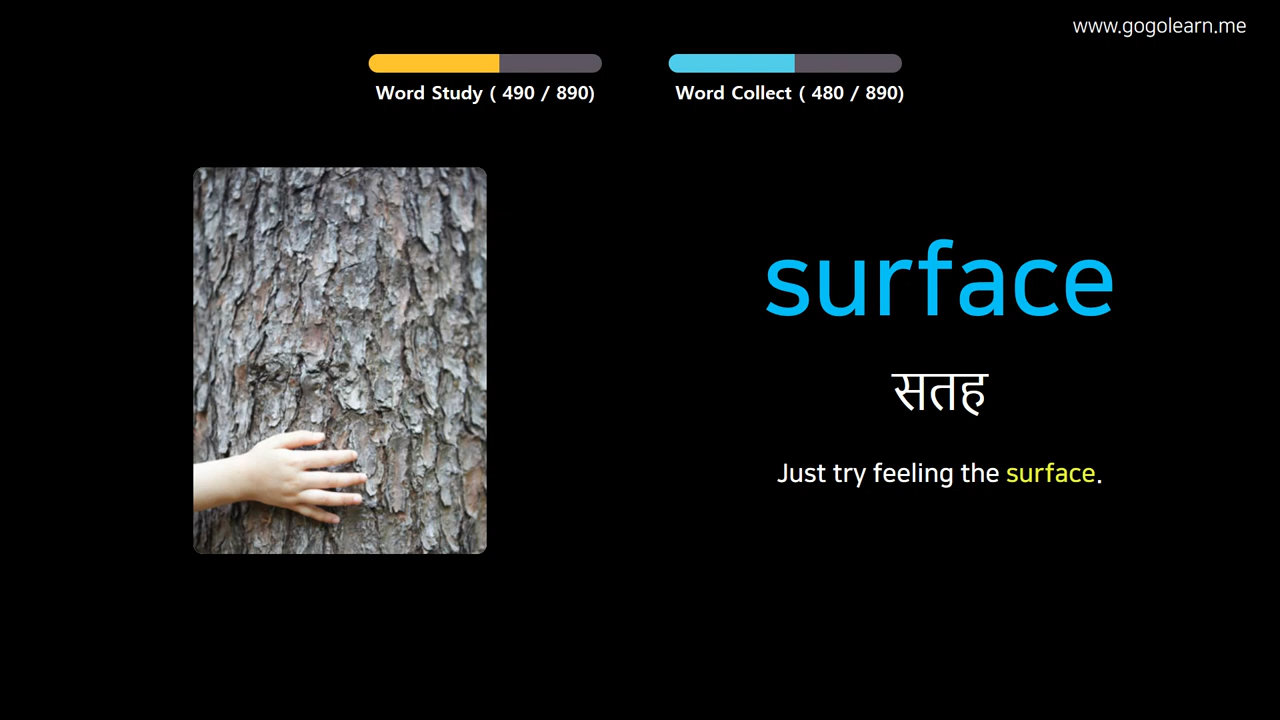 www.gogolearn.me
Word Study ( 490 / 890)
Word Collect ( 480 / 890)
surface
सतह
Just try feeling the surface.